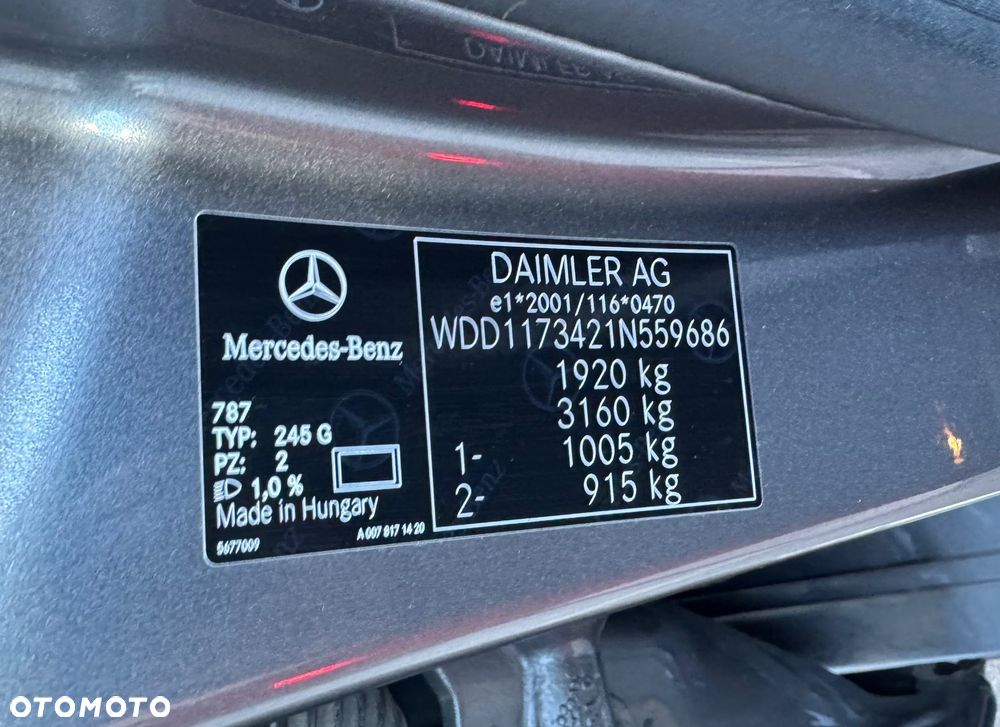 DAIMLER
Mercedes-Benz
787
TYP: 245 G
PZ: 2
1,0 %
Made in Hungary
5677009
A 007 817 14 20
DAIMLER AG
e1*2001/116*0470
WDD1173421N559686
1920 kg
3160 kg
1- 1005 kg
2- 915 kg
OTOMOTO